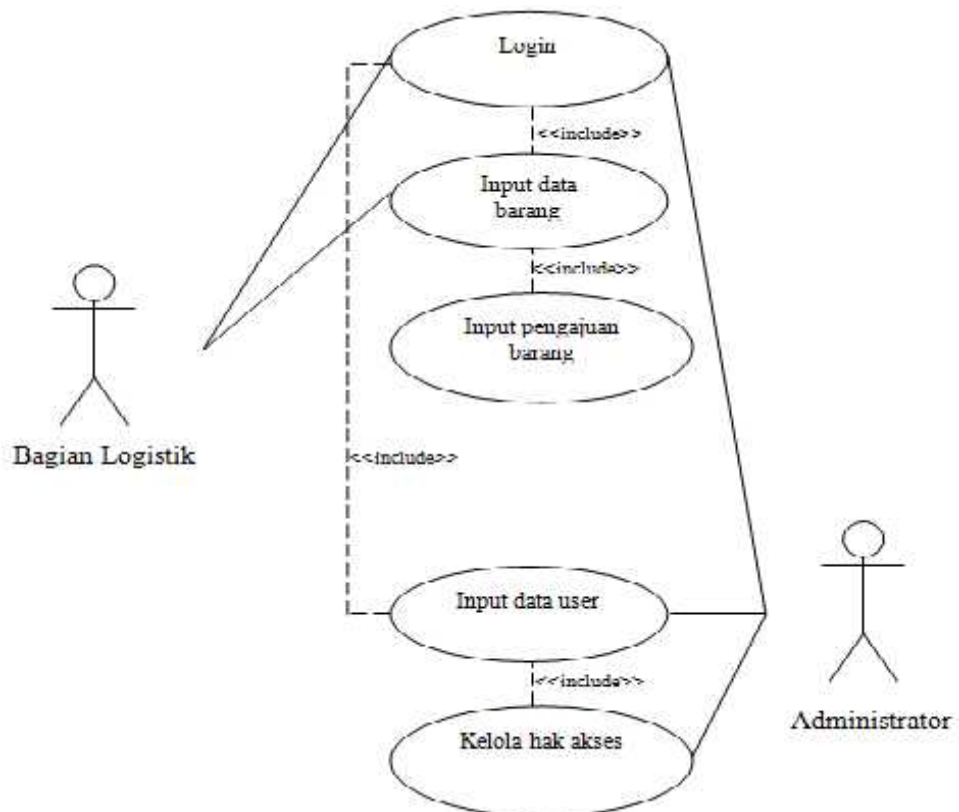 Login
<<include>>
Input data
barang
<<include>>
Input pengajuan
barang
Bagian Logistik
<<include>>
Input data user
<<include>>
Kelola hak akses
Administrator